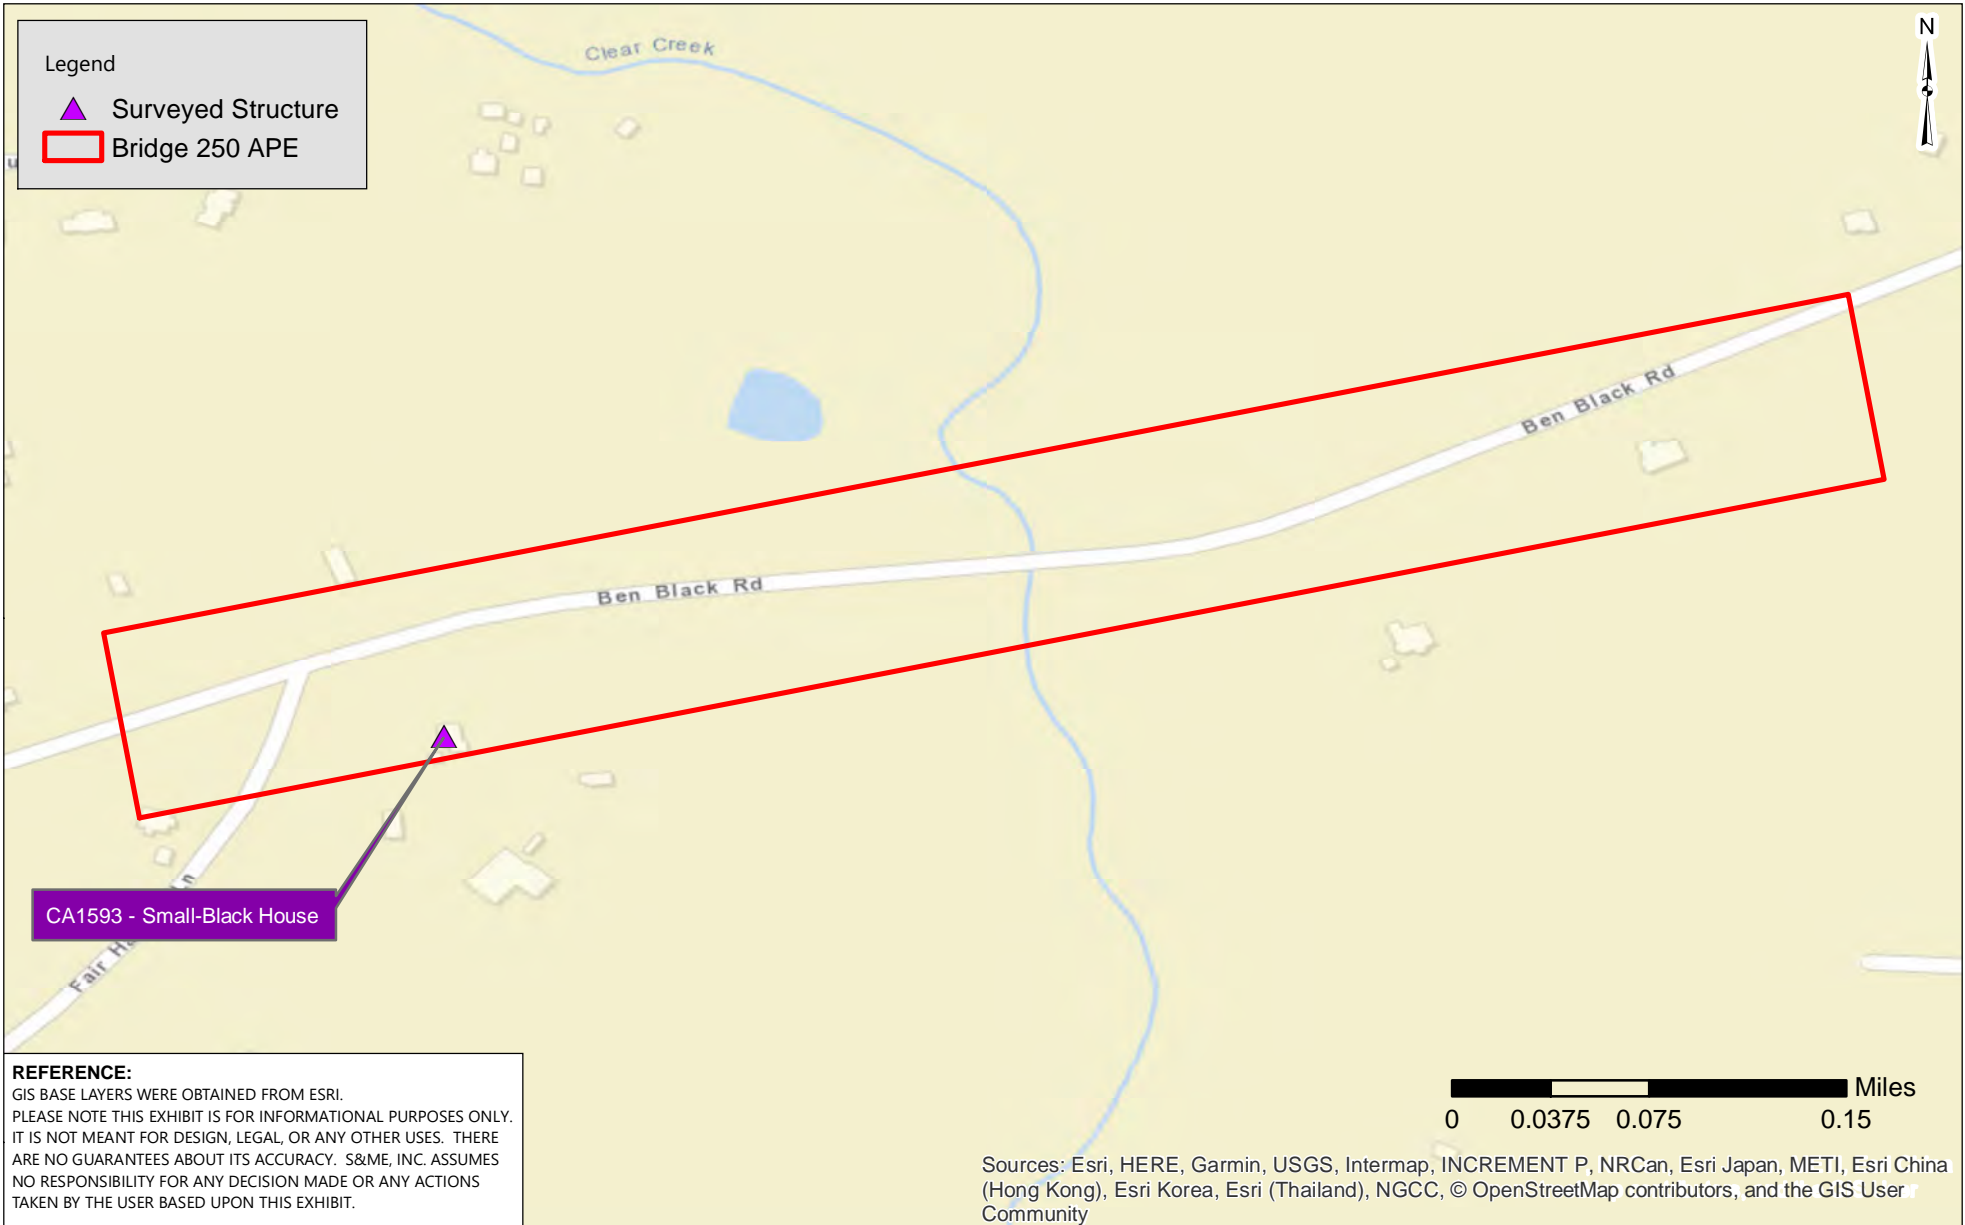 Legend
Surveyed Structure
Bridge 250 APE
Clear Creek
N
Ben Black Rd
Ben Black Rd
CA1593 - Small-Black House
Fair
Ln
REFERENCE:
GIS BASE LAYERS WERE OBTAINED FROM ESRI.
PLEASE NOTE THIS EXHIBIT IS FOR INFORMATIONAL PURPOSES ONLY.
IT IS NOT MEANT FOR DESIGN, LEGAL, OR ANY OTHER USES. THERE
ARE NO GUARANTEES ABOUT ITS ACCURACY. S&ME, INC. ASSUMES
NO RESPONSIBILITY FOR ANY DECISION MADE OR ANY ACTIONS
TAKEN BY THE USER BASED UPON THIS EXHIBIT.
Miles
0 0.0375 0.075 0.15
Sources: Esri, HERE, Garmin, USGS, Intermap, INCREMENT P, NRCan, Esri Japan, METI, Esri China
(Hong Kong), Esri Korea, Esri (Thailand), NGCC, © OpenStreetMap contributors, and the GIS User
Community